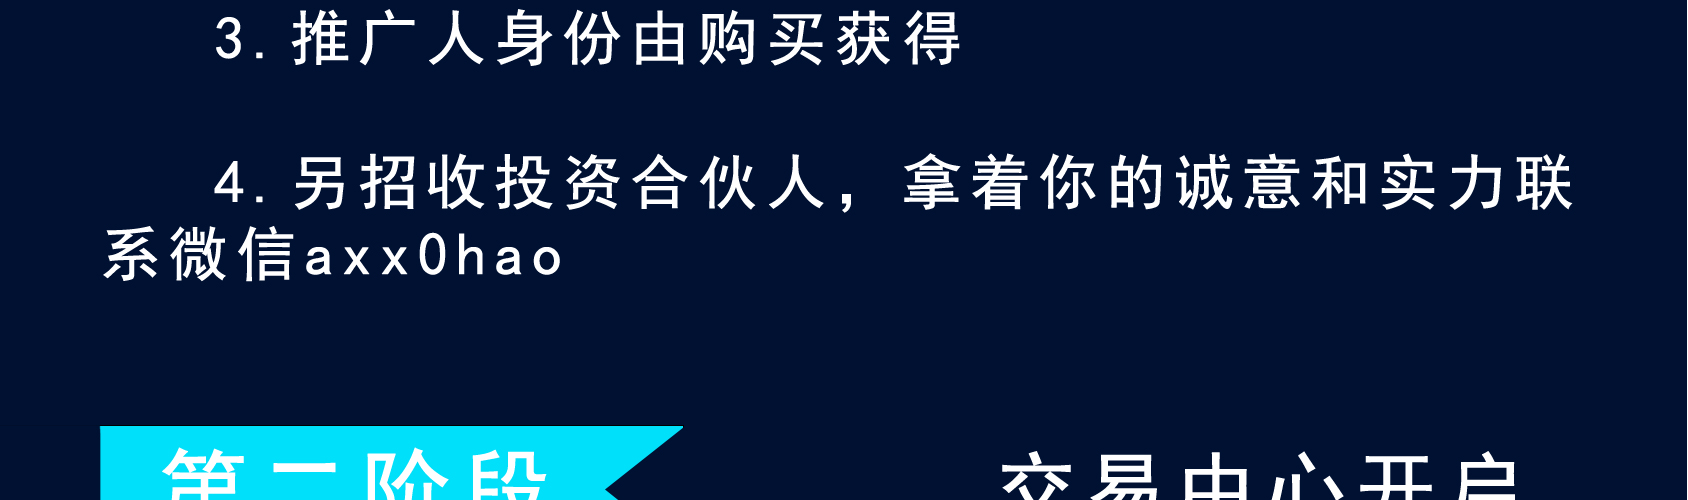 3.推广人身份由购买获得
4.另招收投资合伙人，拿着你的诚意和实力联
系微信axx0hao
第二阶段
交易中心开启